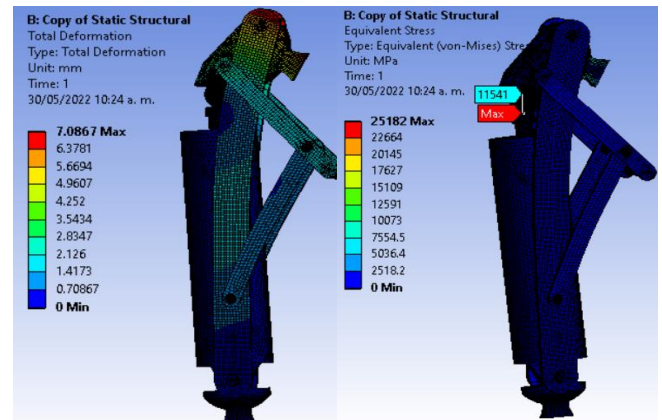 B: Copy of Static Structural
Total Deformation
Type: Total Deformation
Unit: mm
Time: 1
30/05/2022 10:24 a. m.
7.0867 Max
6.3781
5.6694
4.9607
4.252
3.5434
2.8347
2.126
1.4173
0.70867
0 Min
B: Copy of Static Structural
Equivalent Stress
Type: Equivalent (von-Mises) Stre
Unit: MPa
Time: 1
30/05/2022 10:24 a. m.
11541
Max
25182 Max
22664
20145
17627
15109
12591
10073
7554.5
5036.4
2518.2
0 Min